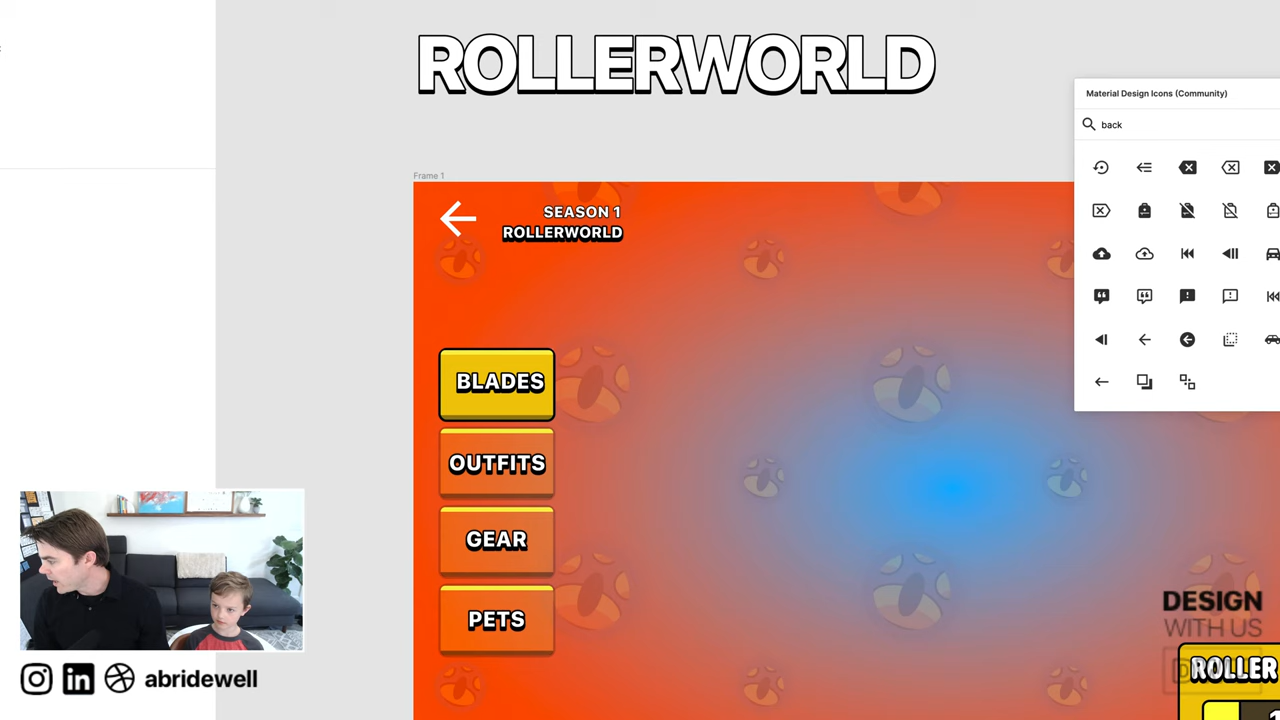 ROLLERWORLD
Material Design Icons (Community)
back
Frame 1
SEASON 1
ROLLERWORLD
BLADES
OUTFITS
GEAR
PETS
DESIGN
WITH US
ROLLER
abridewell